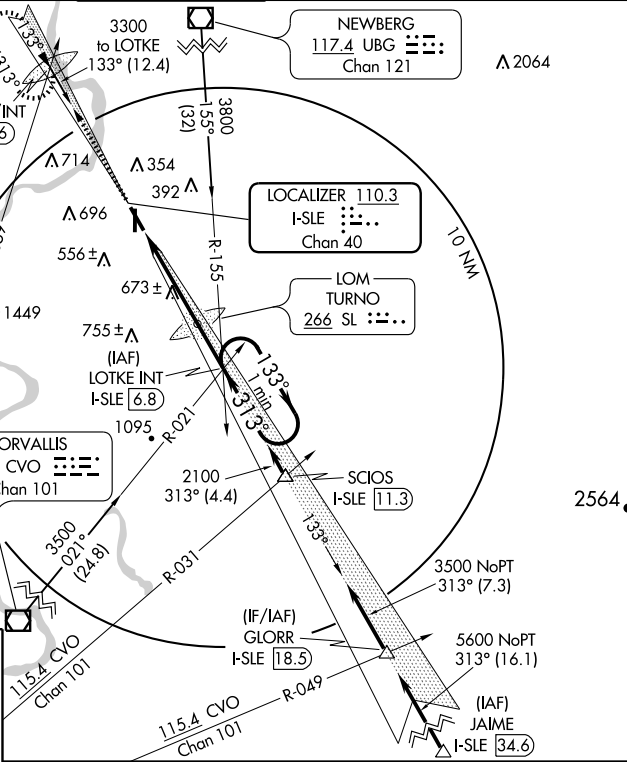 133°
313°
/INT
3300
to LOTKE
133° (12.4)
NEWBERG
117.4 UBG
Chan 121
2064
3800
155°
(32)
714
354
392
696
LOCALIZER 110.3
I-SLE
Chan 40
10 NM
R-155
556 ±
673 ±
LOM
TURNO
266 SL
1449
755 ±
(IAF)
LOTKE INT
I-SLE 6.8
133°
1 min
313°
1095
R-021
ORVALLIS
CVO
Chan 101
2100
313° (4.4)
SCIOS
I-SLE 11.3
2564
133°
3500
021°
(24.8)
R-031
3500 NoPT
313° (7.3)
(IF/IAF)
GLORR
I-SLE 18.5
5600 NoPT
313° (16.1)
115.4 CVO
Chan 101
R-049
(IAF)
JAIME
I-SLE 34.6
115.4 CVO
Chan 101